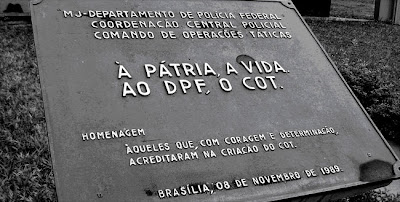 MJ-DEPARTAMENTO DE POLÍCIA FEDERAL
COORDENAÇÃO CENTRAL POLICIAL
COMANDO DE OPERAÇÕES TÁTICAS
À PÁTRIA, A VIDA.
AO DPF, O COT.
HOMENAGEM
ÀQUELES QUE, COM CORAGEM E DETERMINAÇÃO,
ACREDITARAM NA CRIAÇÃO DO COT.
BRASÍLIA, 08 DE NOVEMBRO DE 1989